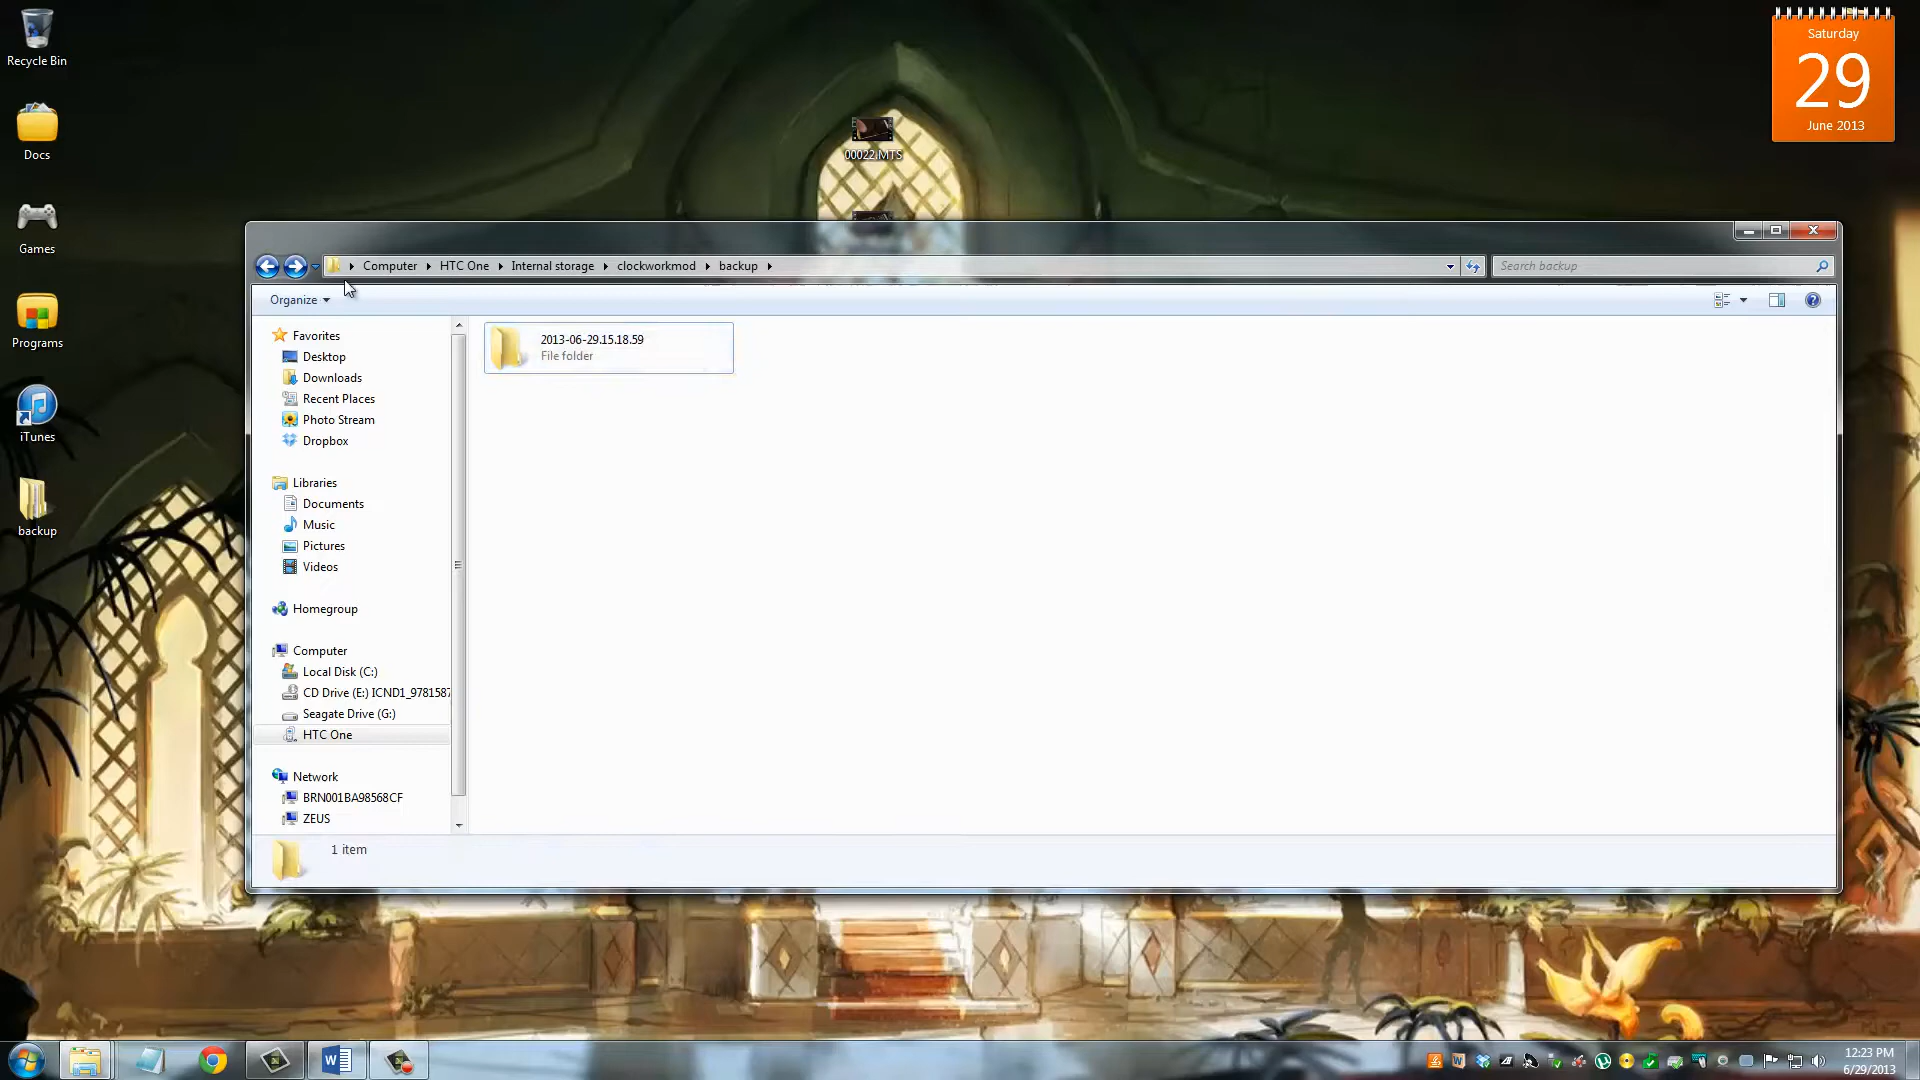 Recycle Bin
Docs
Games
Programs
iTunes
backup
00022.MTS
Saturday
29
June 2013
Computer HTC One Internal storage clockworkmod backup
Search backup
Organize
Favorites
Desktop
Downloads
Recent Places
Photo Stream
Dropbox
Libraries
Documents
Music
Pictures
Videos
Homegroup
Computer
Local Disk (C:)
CD Drive (E:) ICND1_9781587
Seagate Drive (G:)
HTC One
Network
BRN001BA98568CF
ZEUS
2013-06-29.15.18.59
File folder
1 item
12:23 PM
6/29/2013